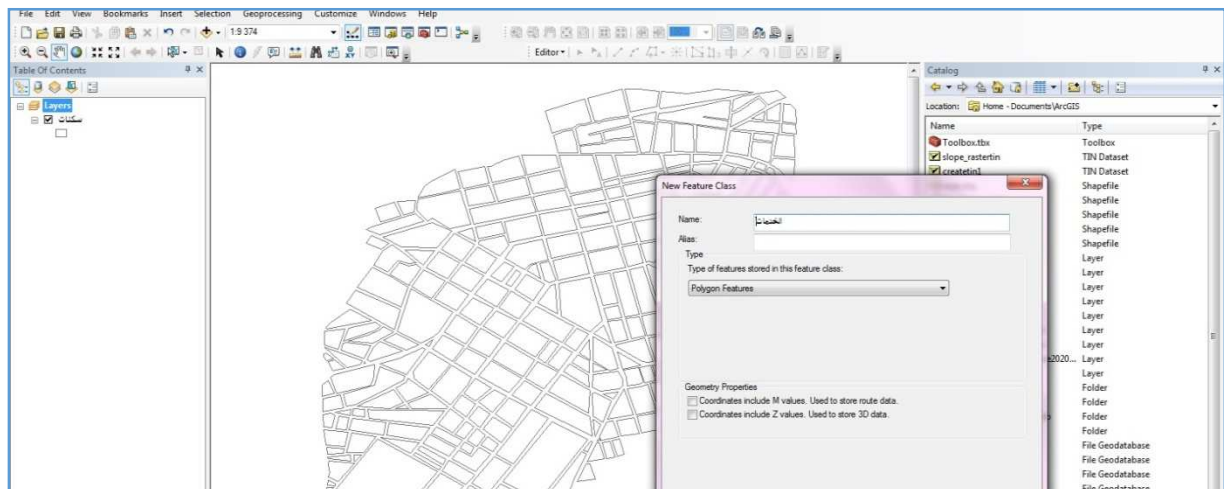 File Edit View Bookmarks Insert Selection Geoprocessing Customize Windows Help
1:9 374
Editor
Table Of Contents
Layers
سكنات
Catalog
Location: Home - Documents\ArcGIS
Name Type
Toolbox.tbx Toolbox
slope_rastertin TIN Dataset
createtin1 TIN Dataset
Shapefile
Shapefile
Shapefile
Shapefile
Layer
Layer
Layer
Layer
Layer
Layer
Layer
e2020... Layer
Layer
Folder
Folder
Folder
Folder
File Geodatabase
File Geodatabase
File Geodatabase
New Feature Class
Name: الخدمات
Alias:
Type
Type of features stored in this feature class:
Polygon Features
Geometry Properties
Coordinates include M values. Used to store route data.
Coordinates include Z values. Used to store 3D data.